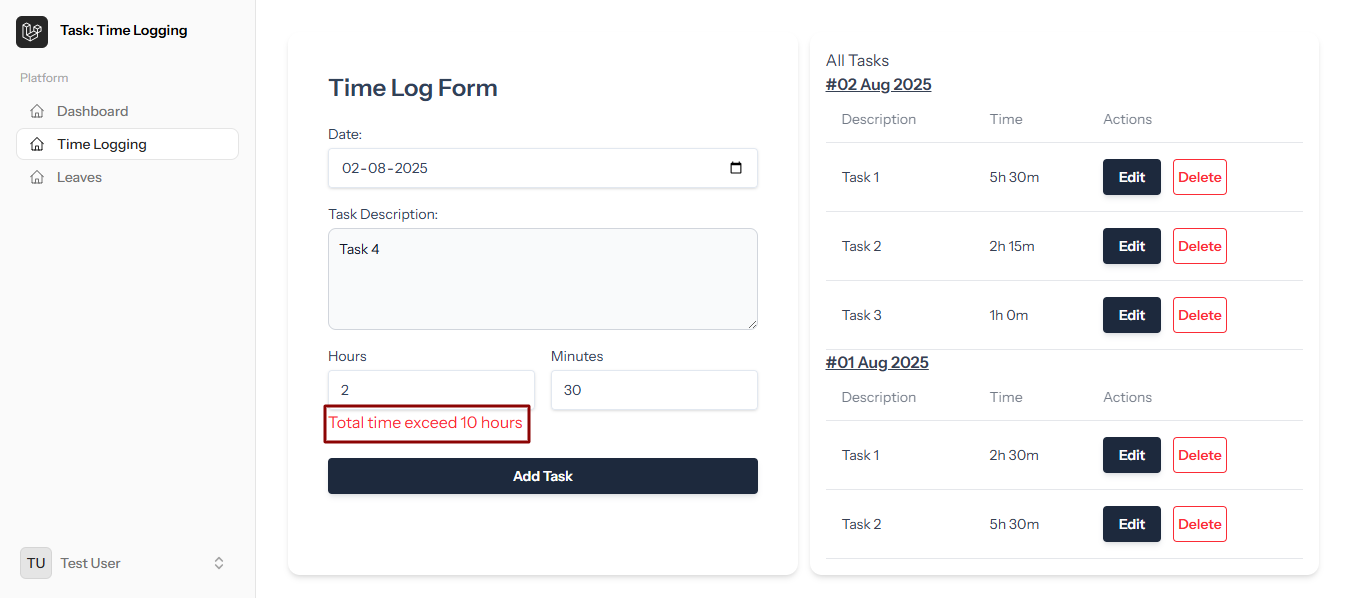 Task: Time Logging
Platform
Dashboard
Time Logging
Leaves
TU Test User
Time Log Form
Date:
02-08-2025
Task Description:
Task 4
Hours Minutes
2 30
Total time exceed 10 hours
Add Task
All Tasks
#02 Aug 2025
Description Time Actions
Task 1 5h 30m Edit Delete
Task 2 2h 15m Edit Delete
Task 3 1h 0m Edit Delete
#01 Aug 2025
Description Time Actions
Task 1 2h 30m Edit Delete
Task 2 5h 30m Edit Delete